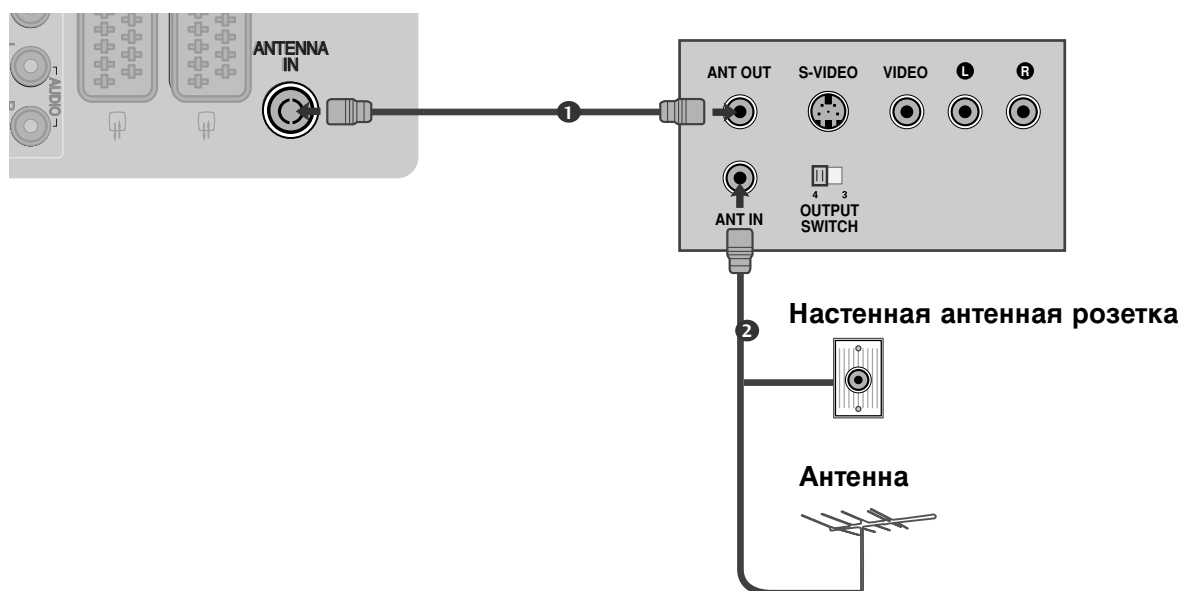 ANTENNA
IN
AUDIO
ANT OUT S-VIDEO VIDEO L R
1
4 3
ANT IN
OUTPUT
SWITCH
2
Настенная антенная розетка
Антенна